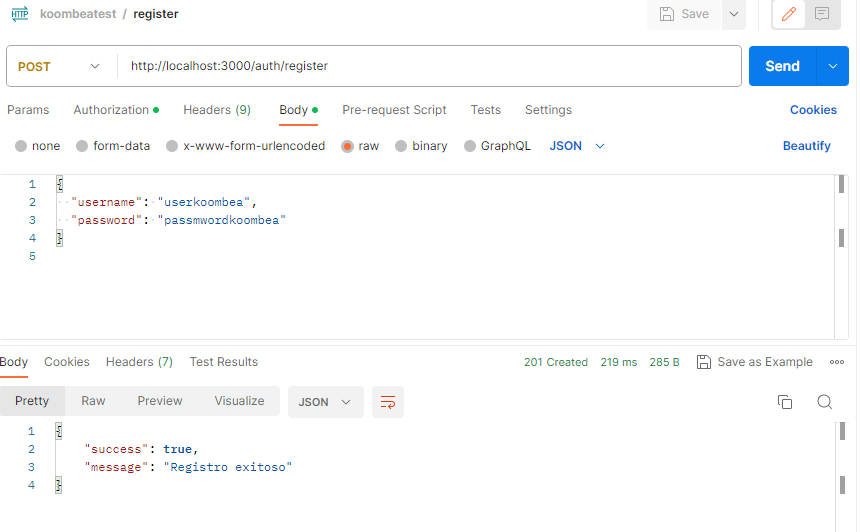 HTTP koombeatest / register Save
POST http://localhost:3000/auth/register Send
Params Authorization Headers (9) Body Pre-request Script Tests Settings Cookies
none form-data x-www-form-urlencoded raw binary GraphQL JSON Beautify
1 {
2 "username": "userkoombea",
3 "password": "passmwordkoombea"
4 }
5
Body Cookies Headers (7) Test Results 201 Created 219 ms 285 B Save as Example
Pretty Raw Preview Visualize JSON
1 {
2 "success": true,
3 "message": "Registro exitoso"
4 }